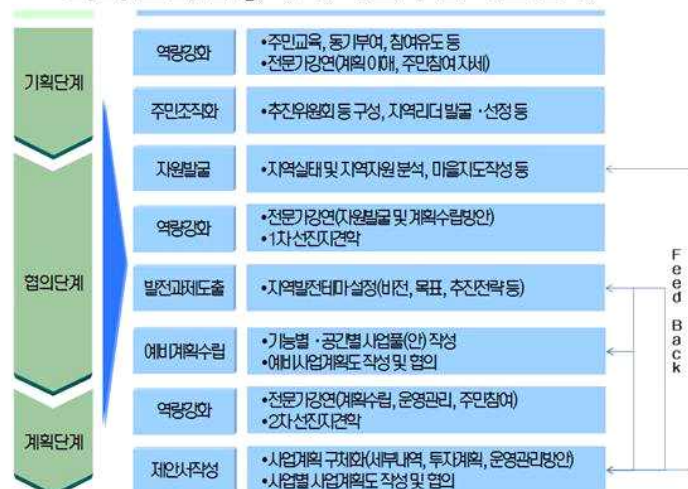 기획단계
협의단계
계획단계
역량강화
•주민교육, 동기부여, 참여유도 등
•전문가강연(계획이해, 주민참여자세)
주민조직화
•추진위원회 등 구성, 지역리더 발굴 ·선정 등
자원발굴
•지역실태 및 지역자원 분석, 마을지도작성 등
역량강화
•전문가강연(자원발굴 및 계획수립방안)
•1차 선진지견학
발전과제도출
•지역발전테마설정(비전, 목표, 추진전략 등)
예비계획수립
•기능별 ·공간별 사업풀(안) 작성
•예비사업계획도 작성 및 협의
역량강화
•전문가강연(계획수립, 운영관리, 주민참여)
•2차 선진지견학
제안서작성
•사업계획 구체화(세부내역, 투자계획, 운영관리방안)
•사업별 사업계획도 작성 및 협의
Feed Back